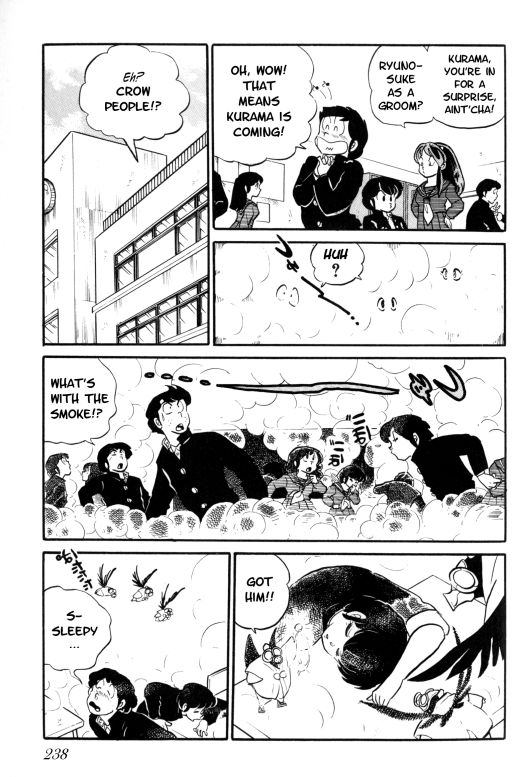 Eh?
CROW
PEOPLE!?
KURAMA,
YOU'RE IN
FOR A
SURPRISE,
AINT'CHA!
RYUNO-
SUKE
AS A
GROOM?
OH, WOW!
THAT
MEANS
KURAMA IS
COMING!
HUH
?
WHAT'S
WITH THE
SMOKE!?
S-
SLEEPY
...
GOT
HIM!!
238